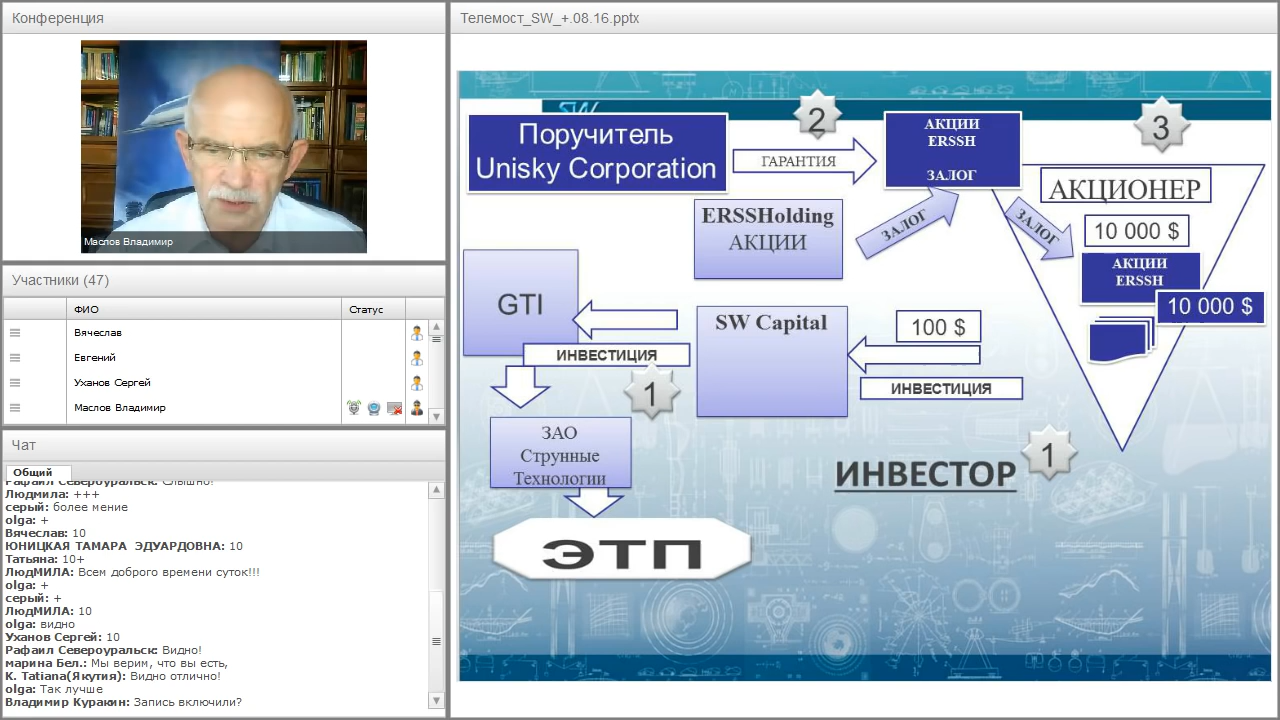 Конференция
Маслов Владимир
Участники (47)
ФИО
Статус
Вячеслав
Евгений
Уханов Сергей
Маслов Владимир
Чат
Общий
Рафаил Североуральск: Слышно!
Людмила: +++
серый: более мение
olga: +
Вячеслав: 10
ЮНИЦКАЯ ТАМАРА ЭДУАРДОВНА: 10
Татьяна: 10+
ЛюдМИЛА: Всем доброго времени суток!!!
olga: +
серый: +
ЛюдМИЛА: 10
olga: видно
Уханов Сергей: 10
Рафаил Североуральск: Видно!
марина Бел.: Мы верим, что вы есть,
К. Tatiana(Якутия): Видно отлично!
olga: Так лучше
Владимир Куракин: Запись включили?
Телемост_SW_+.08.16.pptx
SW
Поручитель
Unisky Corporation
2
ГАРАНТИЯ
АКЦИИ
ERSSH
ЗАЛОГ
3
АКЦИОНЕР
ERSSHolding
АКЦИИ
ЗАЛОГ
ЗАЛОГ
10 000 $
АКЦИИ
ERSSH
10 000 $
GTI
SW Capital
100 $
ИНВЕСТИЦИЯ
ИНВЕСТИЦИЯ
1
ЗАО
Струнные
Технологии
ИНВЕСТОР
1
ЭТП